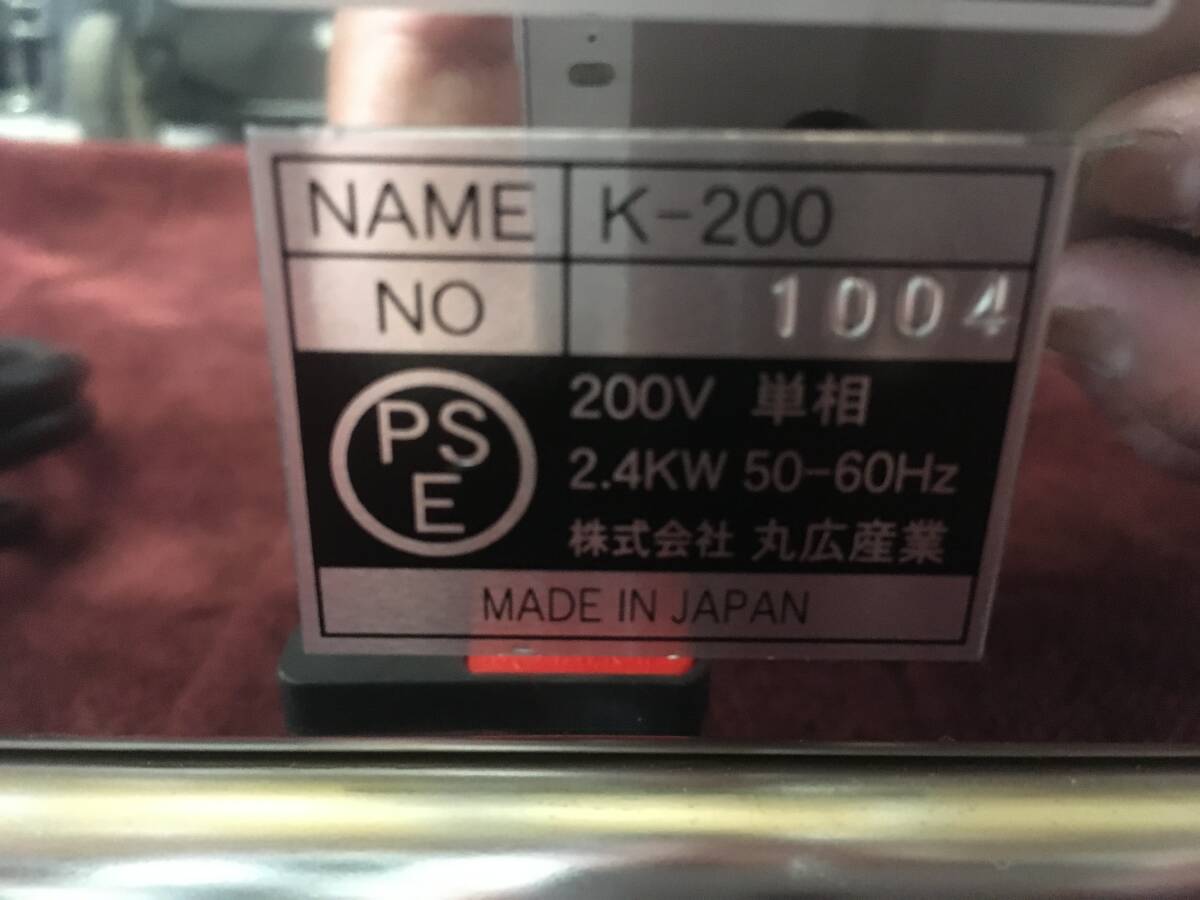 NAME K-200
NO 1004
PS
E
200V 単相
2.4KW 50-60Hz
株式会社 丸広産業
MADE IN JAPAN